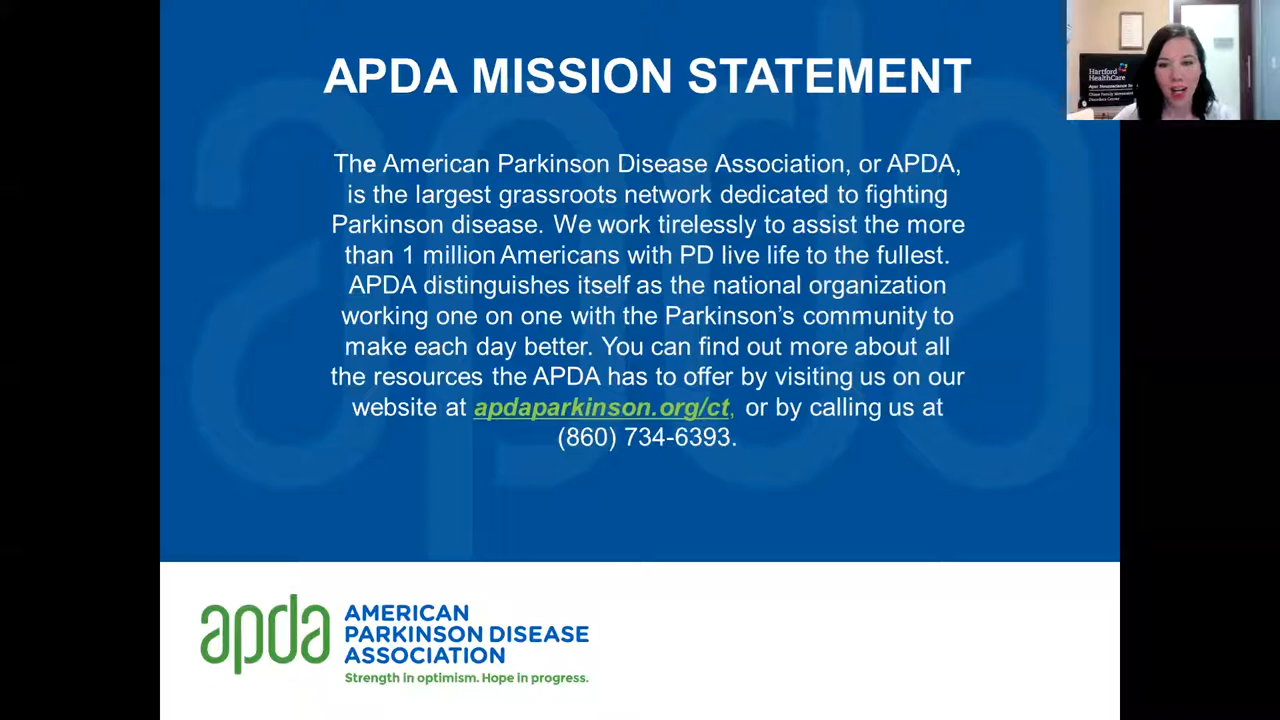 APDA MISSION STATEMENT
The American Parkinson Disease Association, or APDA,
is the largest grassroots network dedicated to fighting
Parkinson disease. We work tirelessly to assist the more
than 1 million Americans with PD live life to the fullest.
APDA distinguishes itself as the national organization
working one on one with the Parkinson's community to
make each day better. You can find out more about all
the resources the APDA has to offer by visiting us on our
website at apdaparkinson.org/ct, or by calling us at
(860) 734-6393.
Hartford
HealthCare
apda
AMERICAN
PARKINSON DISEASE
ASSOCIATION
Strength in optimism. Hope in progress.